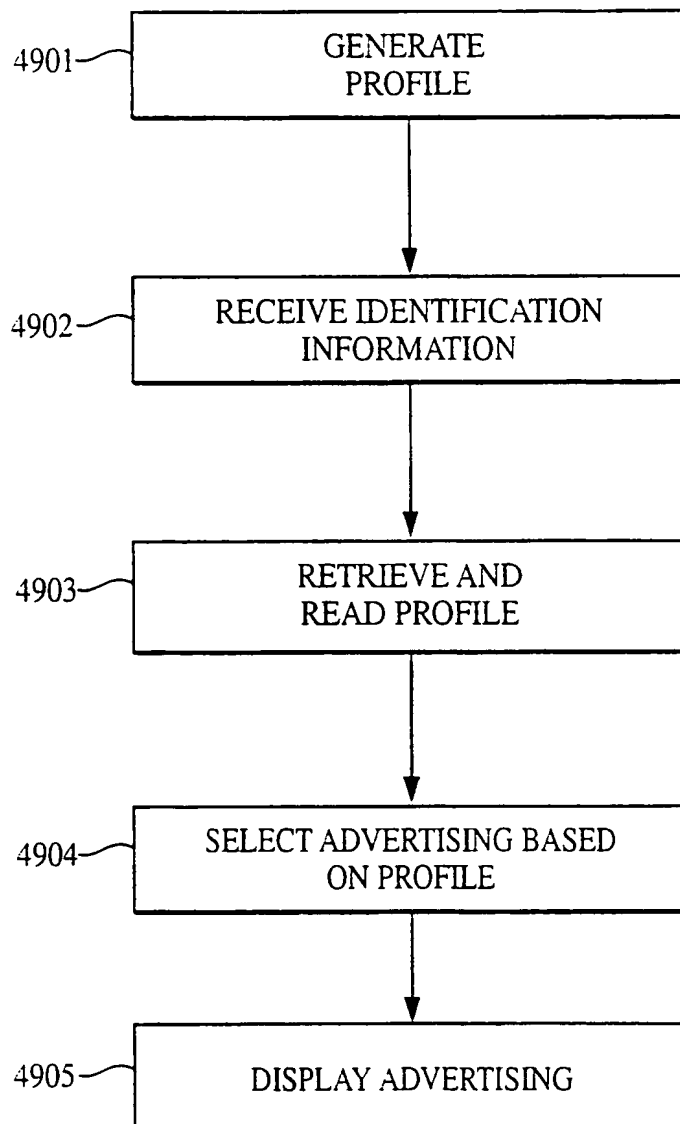 4901
GENERATE
PROFILE
4902
RECEIVE IDENTIFICATION
INFORMATION
4903
RETRIEVE AND
READ PROFILE
4904
SELECT ADVERTISING BASED
ON PROFILE
4905
DISPLAY ADVERTISING